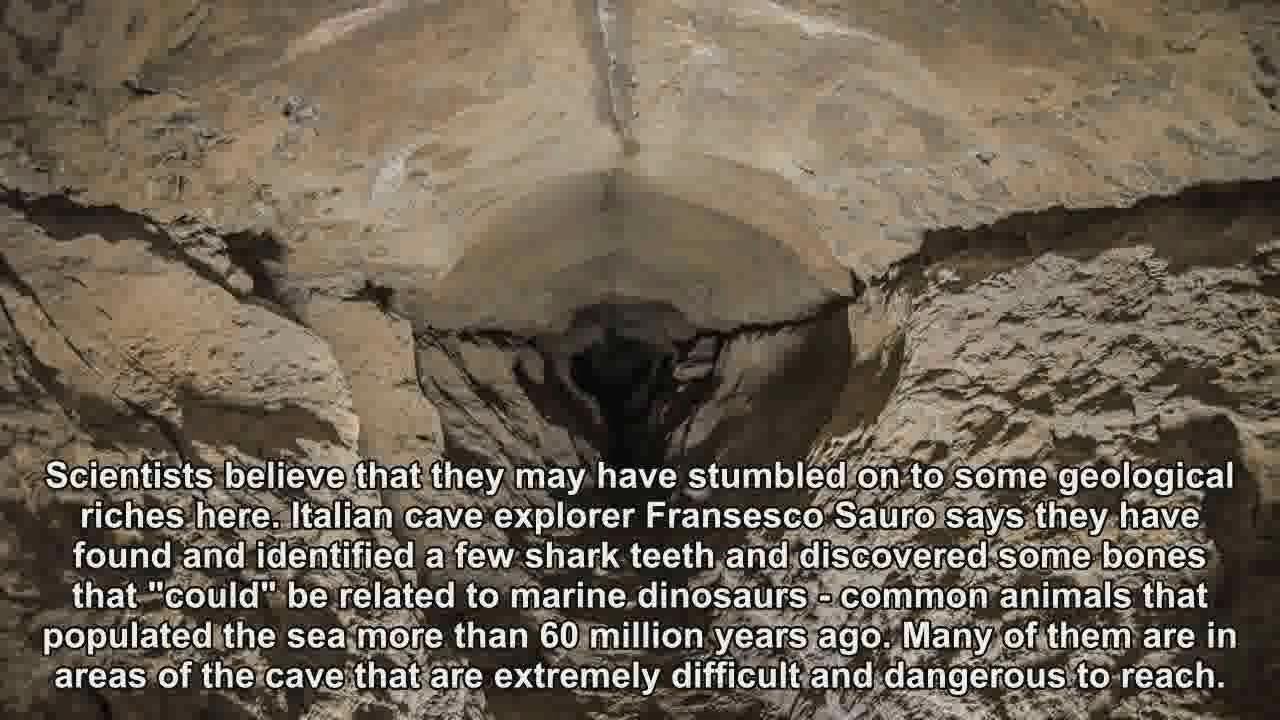 Scientists believe that they may have stumbled on to some geological
riches here. Italian cave explorer Fransesco Sauro says they have
found and identified a few shark teeth and discovered some bones
that "could" be related to marine dinosaurs - common animals that
populated the sea more than 60 million years ago. Many of them are in
areas of the cave that are extremely difficult and dangerous to reach.